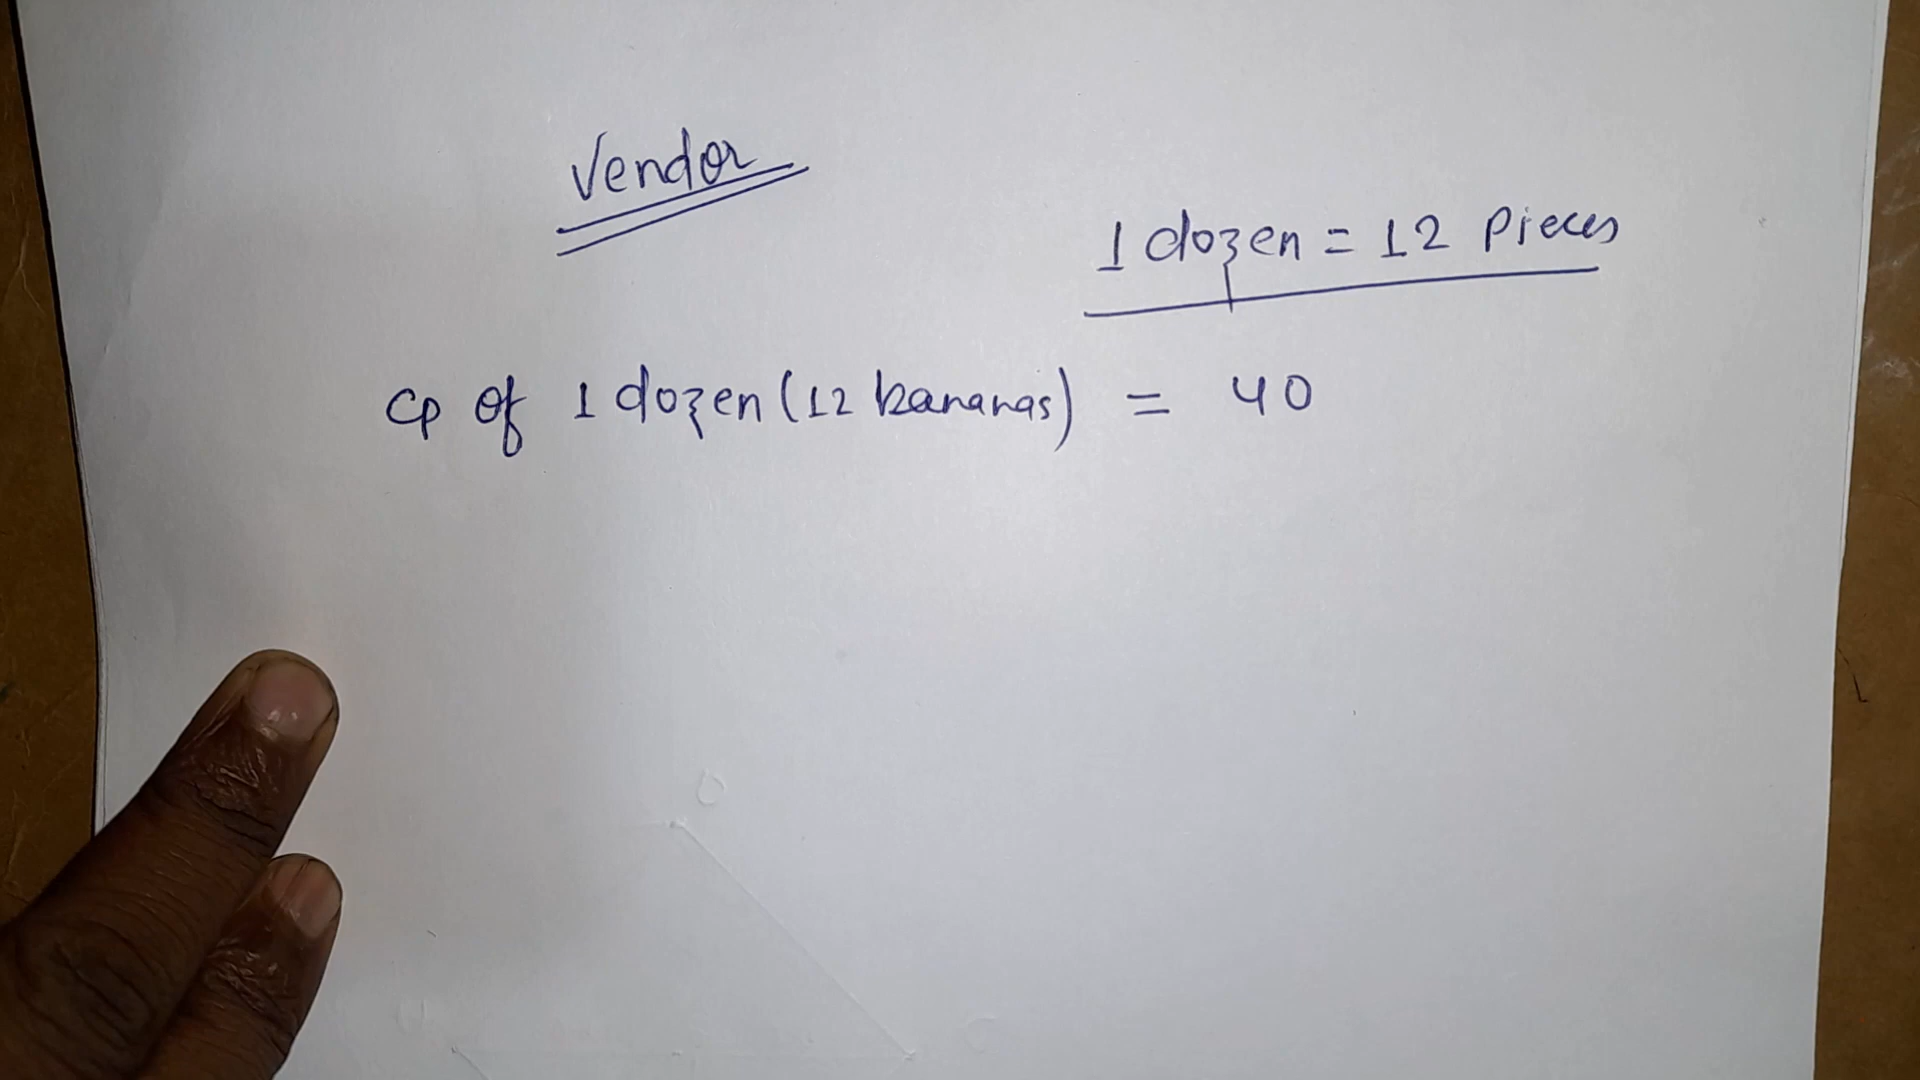 Vendor
1 dozen = 12 Pieces
CP of 1 dozen (12 bananas) = 40